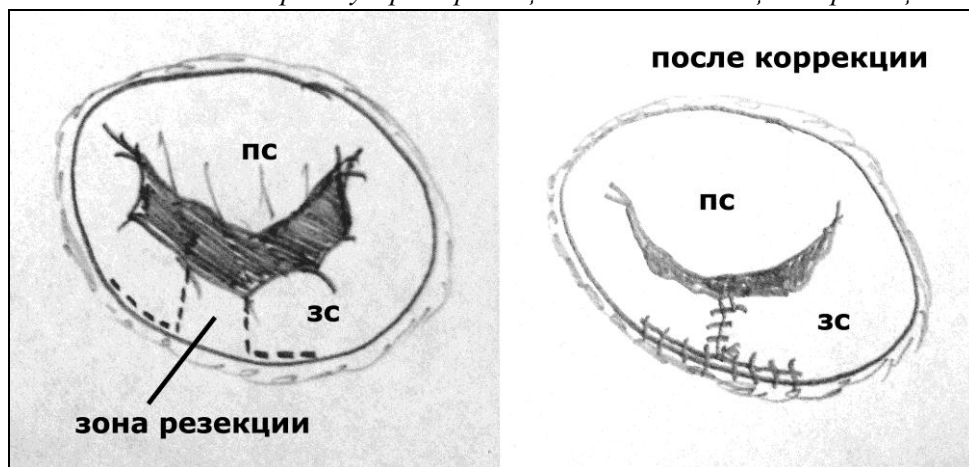 после коррекции
пс
пс
зс
зс
зона резекции